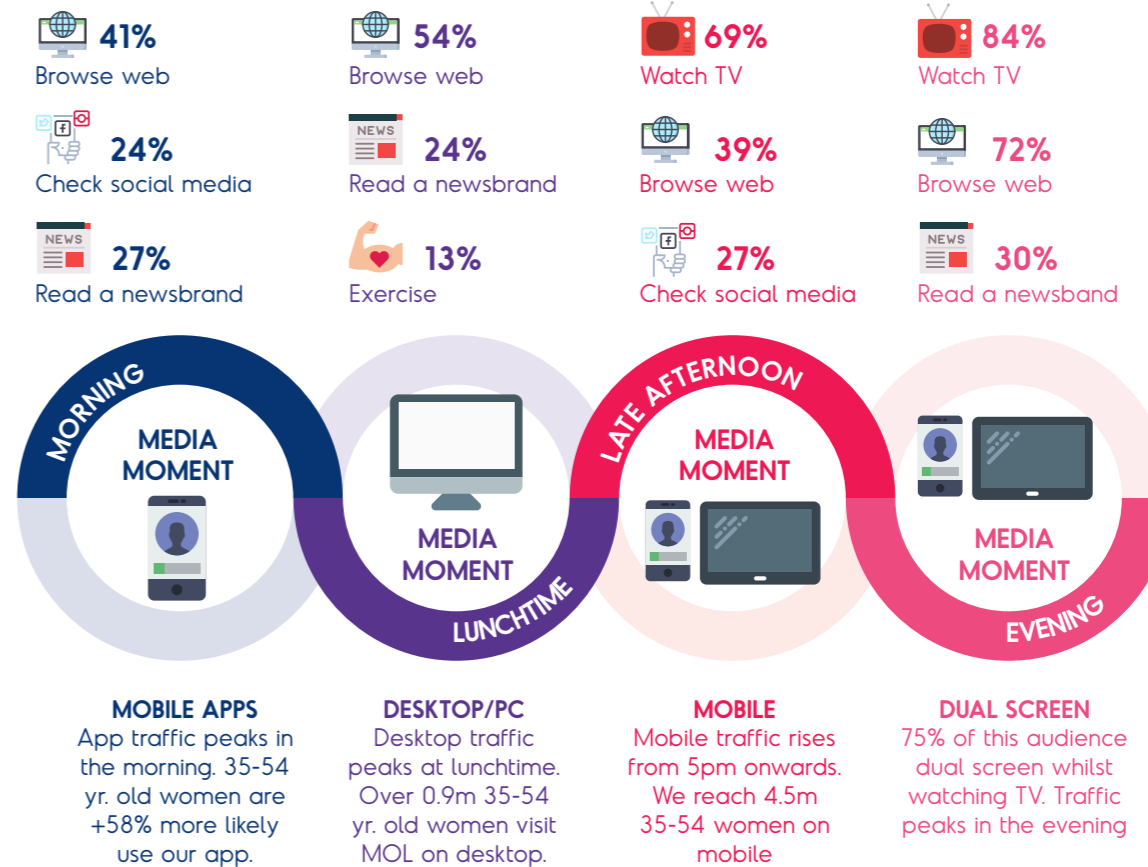 41%
Browse web
24%
Check social media
NEWS
27%
Read a newsbrand
54%
Browse web
NEWS
24%
Read a newsbrand
13%
Exercise
69%
Watch TV
39%
Browse web
27%
Check social media
84%
Watch TV
72%
Browse web
NEWS
30%
Read a newsband
MORNING
MEDIA
MOMENT
MEDIA
MOMENT
LUNCHTIME
LATE AFTERNOON
MEDIA
MOMENT
MEDIA
MOMENT
EVENING
MOBILE APPS
App traffic peaks in
the morning. 35-54
yr. old women are
+58% more likely
use our app.
DESKTOP/PC
Desktop traffic
peaks at lunchtime.
Over 0.9m 35-54
yr. old women visit
MOL on desktop.
MOBILE
Mobile traffic rises
from 5pm onwards.
We reach 4.5m
35-54 women on
mobile
DUAL SCREEN
75% of this audience
dual screen whilst
watching TV. Traffic
peaks in the evening